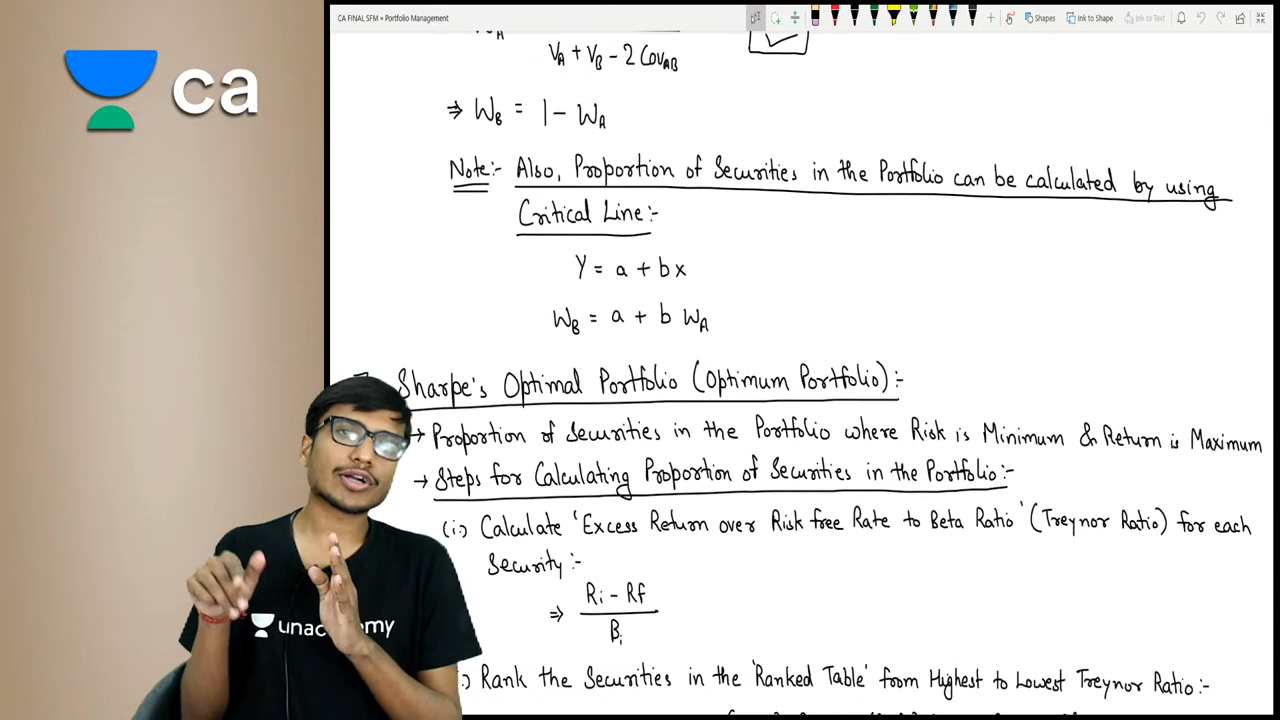 CA FINAL SFM » Portfolio Management
Shapes
Ink to Shape
Ink to Text
ca
VA + VB - 2 CovAB
⇒ WB = 1 - WA
Note:- Also, Proportion of Securities in the Portfolio can be calculated by using
Critical Line:-
Y = a + bx
WB = a + b WA
Sharpe's Optimal Portfolio (Optimum Portfolio):-
→ Proportion of Securities in the Portfolio where Risk is Minimum & Return is Maximum
→ Steps for Calculating Proportion of Securities in the Portfolio:-
(i) Calculate 'Excess Return over Risk free Rate to Beta Ratio' (Treynor Ratio) for each
Security:-
⇒ Ri - Rf
Bi
Rank the Securities in the 'Ranked Table' from Highest to Lowest Treynor Ratio:-
unacademy